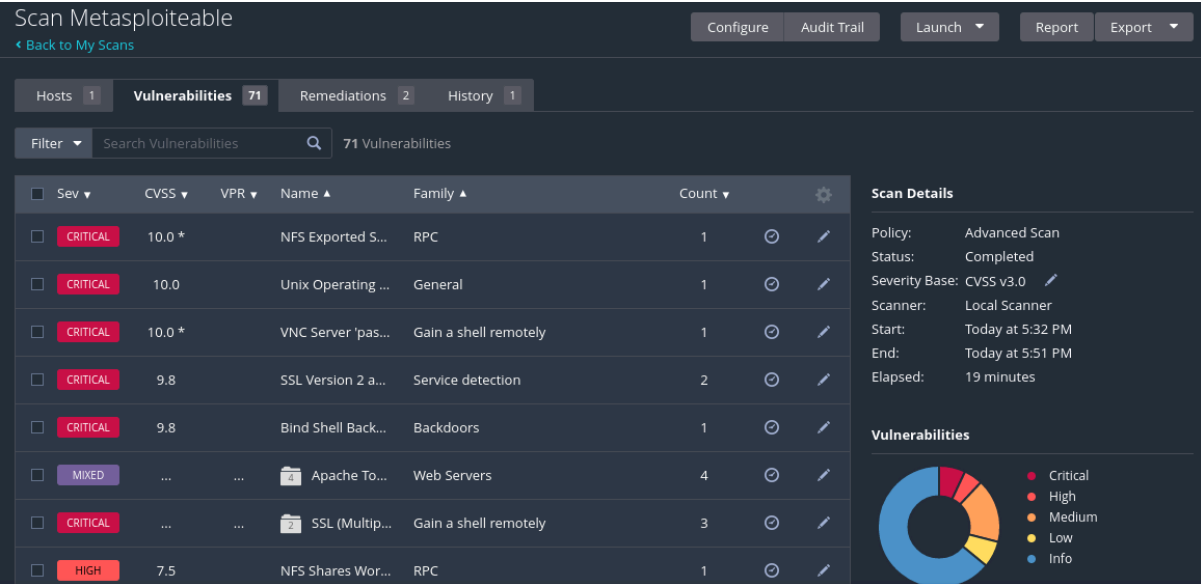 Scan Metasploiteable
Configure Audit Trail Launch Report Export
Back to My Scans
Hosts 1 Vulnerabilities 71 Remediations 2 History 1
Filter Search Vulnerabilities 71 Vulnerabilities
Sev CVSS VPR Name Family Count
CRITICAL 10.0 * NFS Exported S... RPC 1
CRITICAL 10.0 Unix Operating ... General 1
CRITICAL 10.0 * VNC Server 'pas... Gain a shell remotely 1
CRITICAL 9.8 SSL Version 2 a... Service detection 2
CRITICAL 9.8 Bind Shell Back... Backdoors 1
MIXED ... ... 4 Apache To... Web Servers 4
CRITICAL ... ... 2 SSL (Multip... Gain a shell remotely 3
HIGH 7.5 NFS Shares Wor... RPC 1
Scan Details
Policy: Advanced Scan
Status: Completed
Severity Base: CVSS v3.0
Scanner: Local Scanner
Start: Today at 5:32 PM
End: Today at 5:51 PM
Elapsed: 19 minutes
Vulnerabilities
Critical
High
Medium
Low
Info